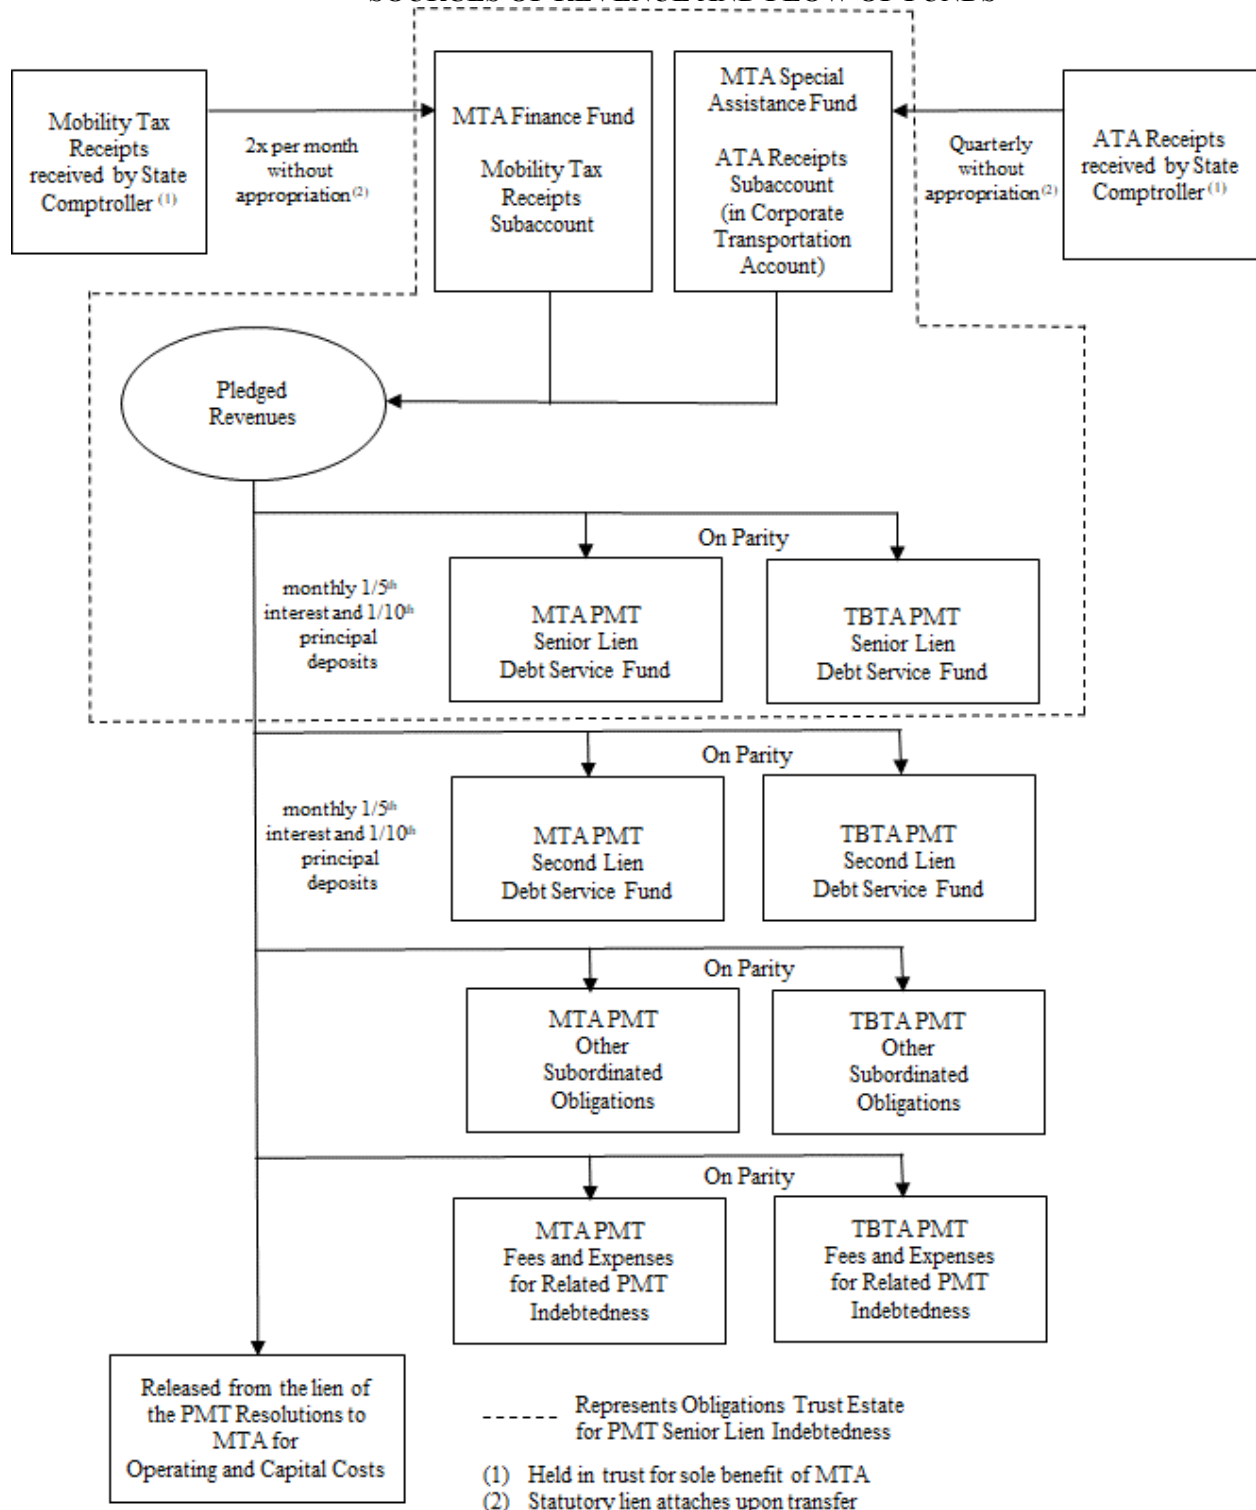 SOURCES OF REVENUE AND FLOW OF FUNDS
Mobility Tax
Receipts
received by State
Comptroller (1)
2x per month
without
appropriation(2)
MTA Finance Fund
Mobility Tax
Receipts
Subaccount
MTA Special
Assistance Fund
ATA Receipts
Subaccount
(in Corporate
Transportation
Account)
Quarterly
without
appropriation(2)
ATA Receipts
received by State
Comptroller(1)
Pledged
Revenues
monthly 1/5th
interest and 1/10th
principal
deposits
On Parity
MTA PMT
Senior Lien
Debt Service Fund
TBTA PMT
Senior Lien
Debt Service Fund
monthly 1/5th
interest and 1/10th
principal
deposits
On Parity
MTA PMT
Second Lien
Debt Service Fund
TBTA PMT
Second Lien
Debt Service Fund
On Parity
MTA PMT
Other
Subordinated
Obligations
TBTA PMT
Other
Subordinated
Obligations
On Parity
MTA PMT
Fees and Expenses
for Related PMT
Indebtedness
TBTA PMT
Fees and Expenses
for Related PMT
Indebtedness
Released from the lien of
the PMT Resolutions to
MTA for
Operating and Capital Costs
Represents Obligations Trust Estate
for PMT Senior Lien Indebtedness
(1) Held in trust for sole benefit of MTA
(2) Statutory lien attaches upon transfer